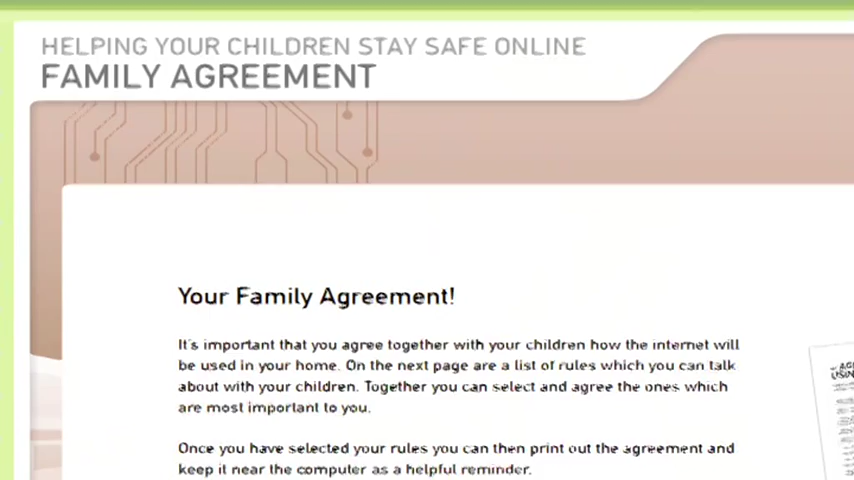 HELPING YOUR CHILDREN STAY SAFE ONLINE
FAMILY AGREEMENT
Your Family Agreement!
It's important that you agree together with your children how the internet will
be used in your home. On the next page are a list of rules which you can talk
about with your children. Together you can select and agree the ones which
are most important to you.
Once you have selected your rules you can then print out the agreement and
keep it near the computer as a helpful reminder.